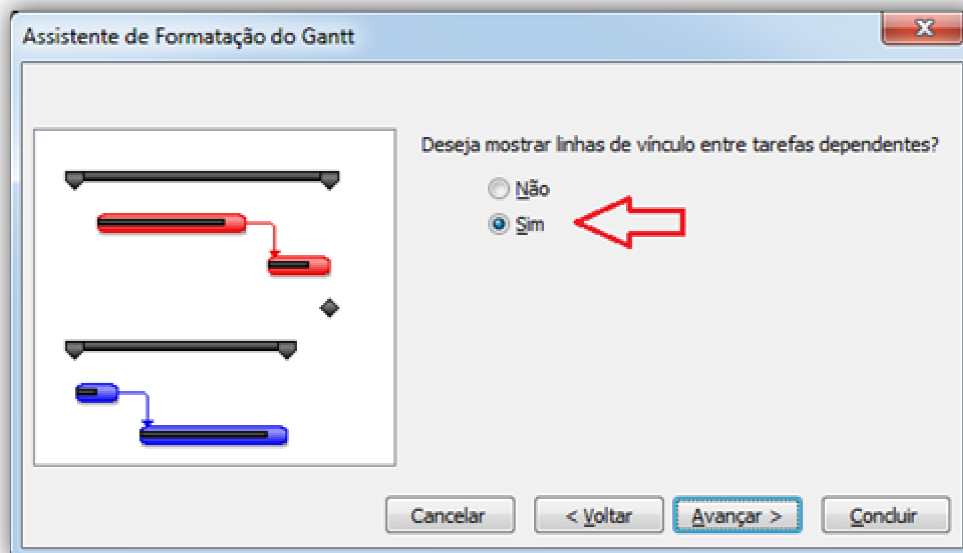 Assistente de Formatação do Gantt
Deseja mostrar linhas de vínculo entre tarefas dependentes?
Não
Sim
Cancelar
< Voltar
Avançar >
Concluir